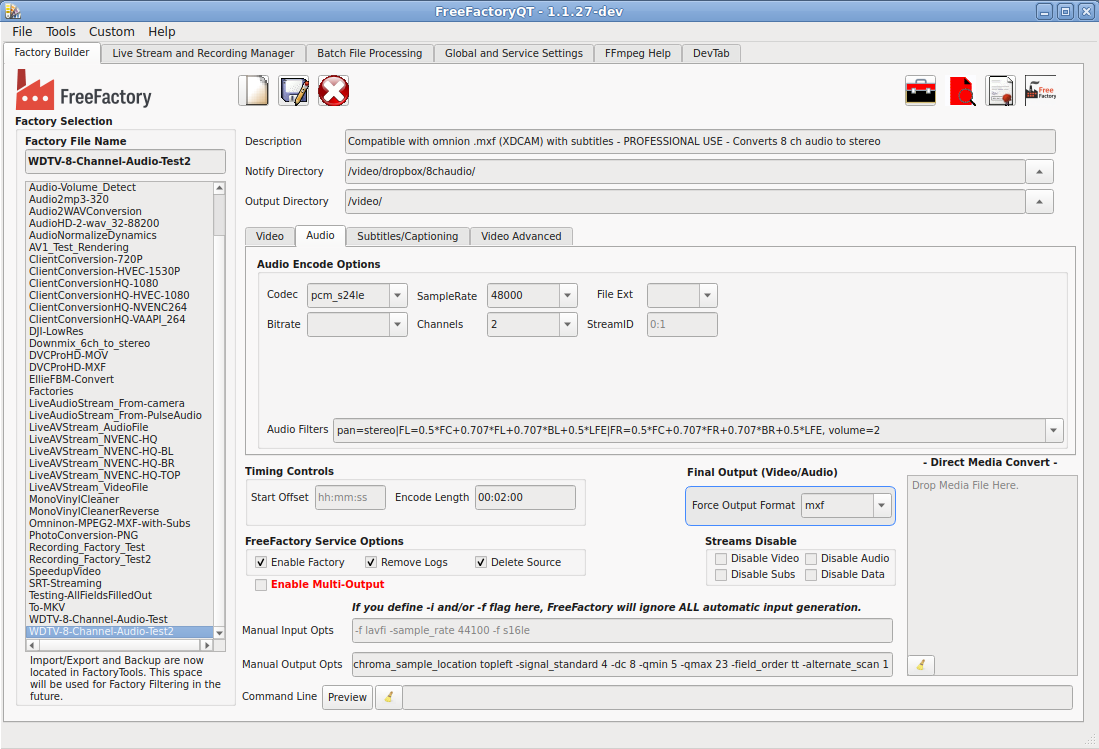 FreeFactoryQT - 1.1.27-dev
File Tools Custom Help
Factory Builder Live Stream and Recording Manager Batch File Processing Global and Service Settings FFmpeg Help DevTab
FreeFactory
Free
Factory
Factory Selection
Factory File Name
WDTV-8-Channel-Audio-Test2
Audio-Volume_Detect
Audio2mp3-320
Audio2WAVConversion
AudioHD-2-wav_32-88200
AudioNormalizeDynamics
AV1_Test_Rendering
ClientConversion-720P
ClientConversion-HVEC-1530P
ClientConversionHQ-1080
ClientConversionHQ-HVEC-1080
ClientConversionHQ-NVENC264
ClientConversionHQ-VAAPI_264
DJI-LowRes
Downmix_6ch_to_stereo
DVCProHD-MOV
DVCProHD-MXF
EllieFBM-Convert
Factories
LiveAudioStream_From-camera
LiveAudioStream_From-PulseAudio
LiveAVStream_AudioFile
LiveAVStream_NVENC-HQ
LiveAVStream_NVENC-HQ-BL
LiveAVStream_NVENC-HQ-BR
LiveAVStream_NVENC-HQ-TOP
LiveAVStream_VideoFile
MonoVinylCleaner
MonoVinylCleanerReverse
Omninon-MPEG2-MXF-with-Subs
PhotoConversion-PNG
Recording_Factory_Test
Recording_Factory_Test2
SpeedupVideo
SRT-Streaming
Testing-AllFieldsFilledOut
To-MKV
WDTV-8-Channel-Audio-Test
WDTV-8-Channel-Audio-Test2
Import/Export and Backup are now
located in FactoryTools. This space
will be used for Factory Filtering in the
future.
Description Compatible with omnion .mxf (XDCAM) with subtitles - PROFESSIONAL USE - Converts 8 ch audio to stereo
Notify Directory /video/dropbox/8chaudio/
Output Directory /video/
Video Audio Subtitles/Captioning Video Advanced
Audio Encode Options
Codec pcm_s24le SampleRate 48000 File Ext
Bitrate Channels 2 StreamID 0:1
Audio Filters pan=stereo|FL=0.5*FC+0.707*FL+0.707*BL+0.5*LFE|FR=0.5*FC+0.707*FR+0.707*BR+0.5*LFE, volume=2
Timing Controls
Start Offset hh:mm:ss Encode Length 00:02:00
Final Output (Video/Audio)
Force Output Format mxf
- Direct Media Convert -
Drop Media File Here.
FreeFactory Service Options
Enable Factory Remove Logs Delete Source
Enable Multi-Output
Streams Disable
Disable Video Disable Audio
Disable Subs Disable Data
If you define -i and/or -f flag here, FreeFactory will ignore ALL automatic input generation.
Manual Input Opts -f lavfi -sample_rate 44100 -f s16le
Manual Output Opts chroma_sample_location topleft -signal_standard 4 -dc 8 -qmin 5 -qmax 23 -field_order tt -alternate_scan 1
Command Line Preview